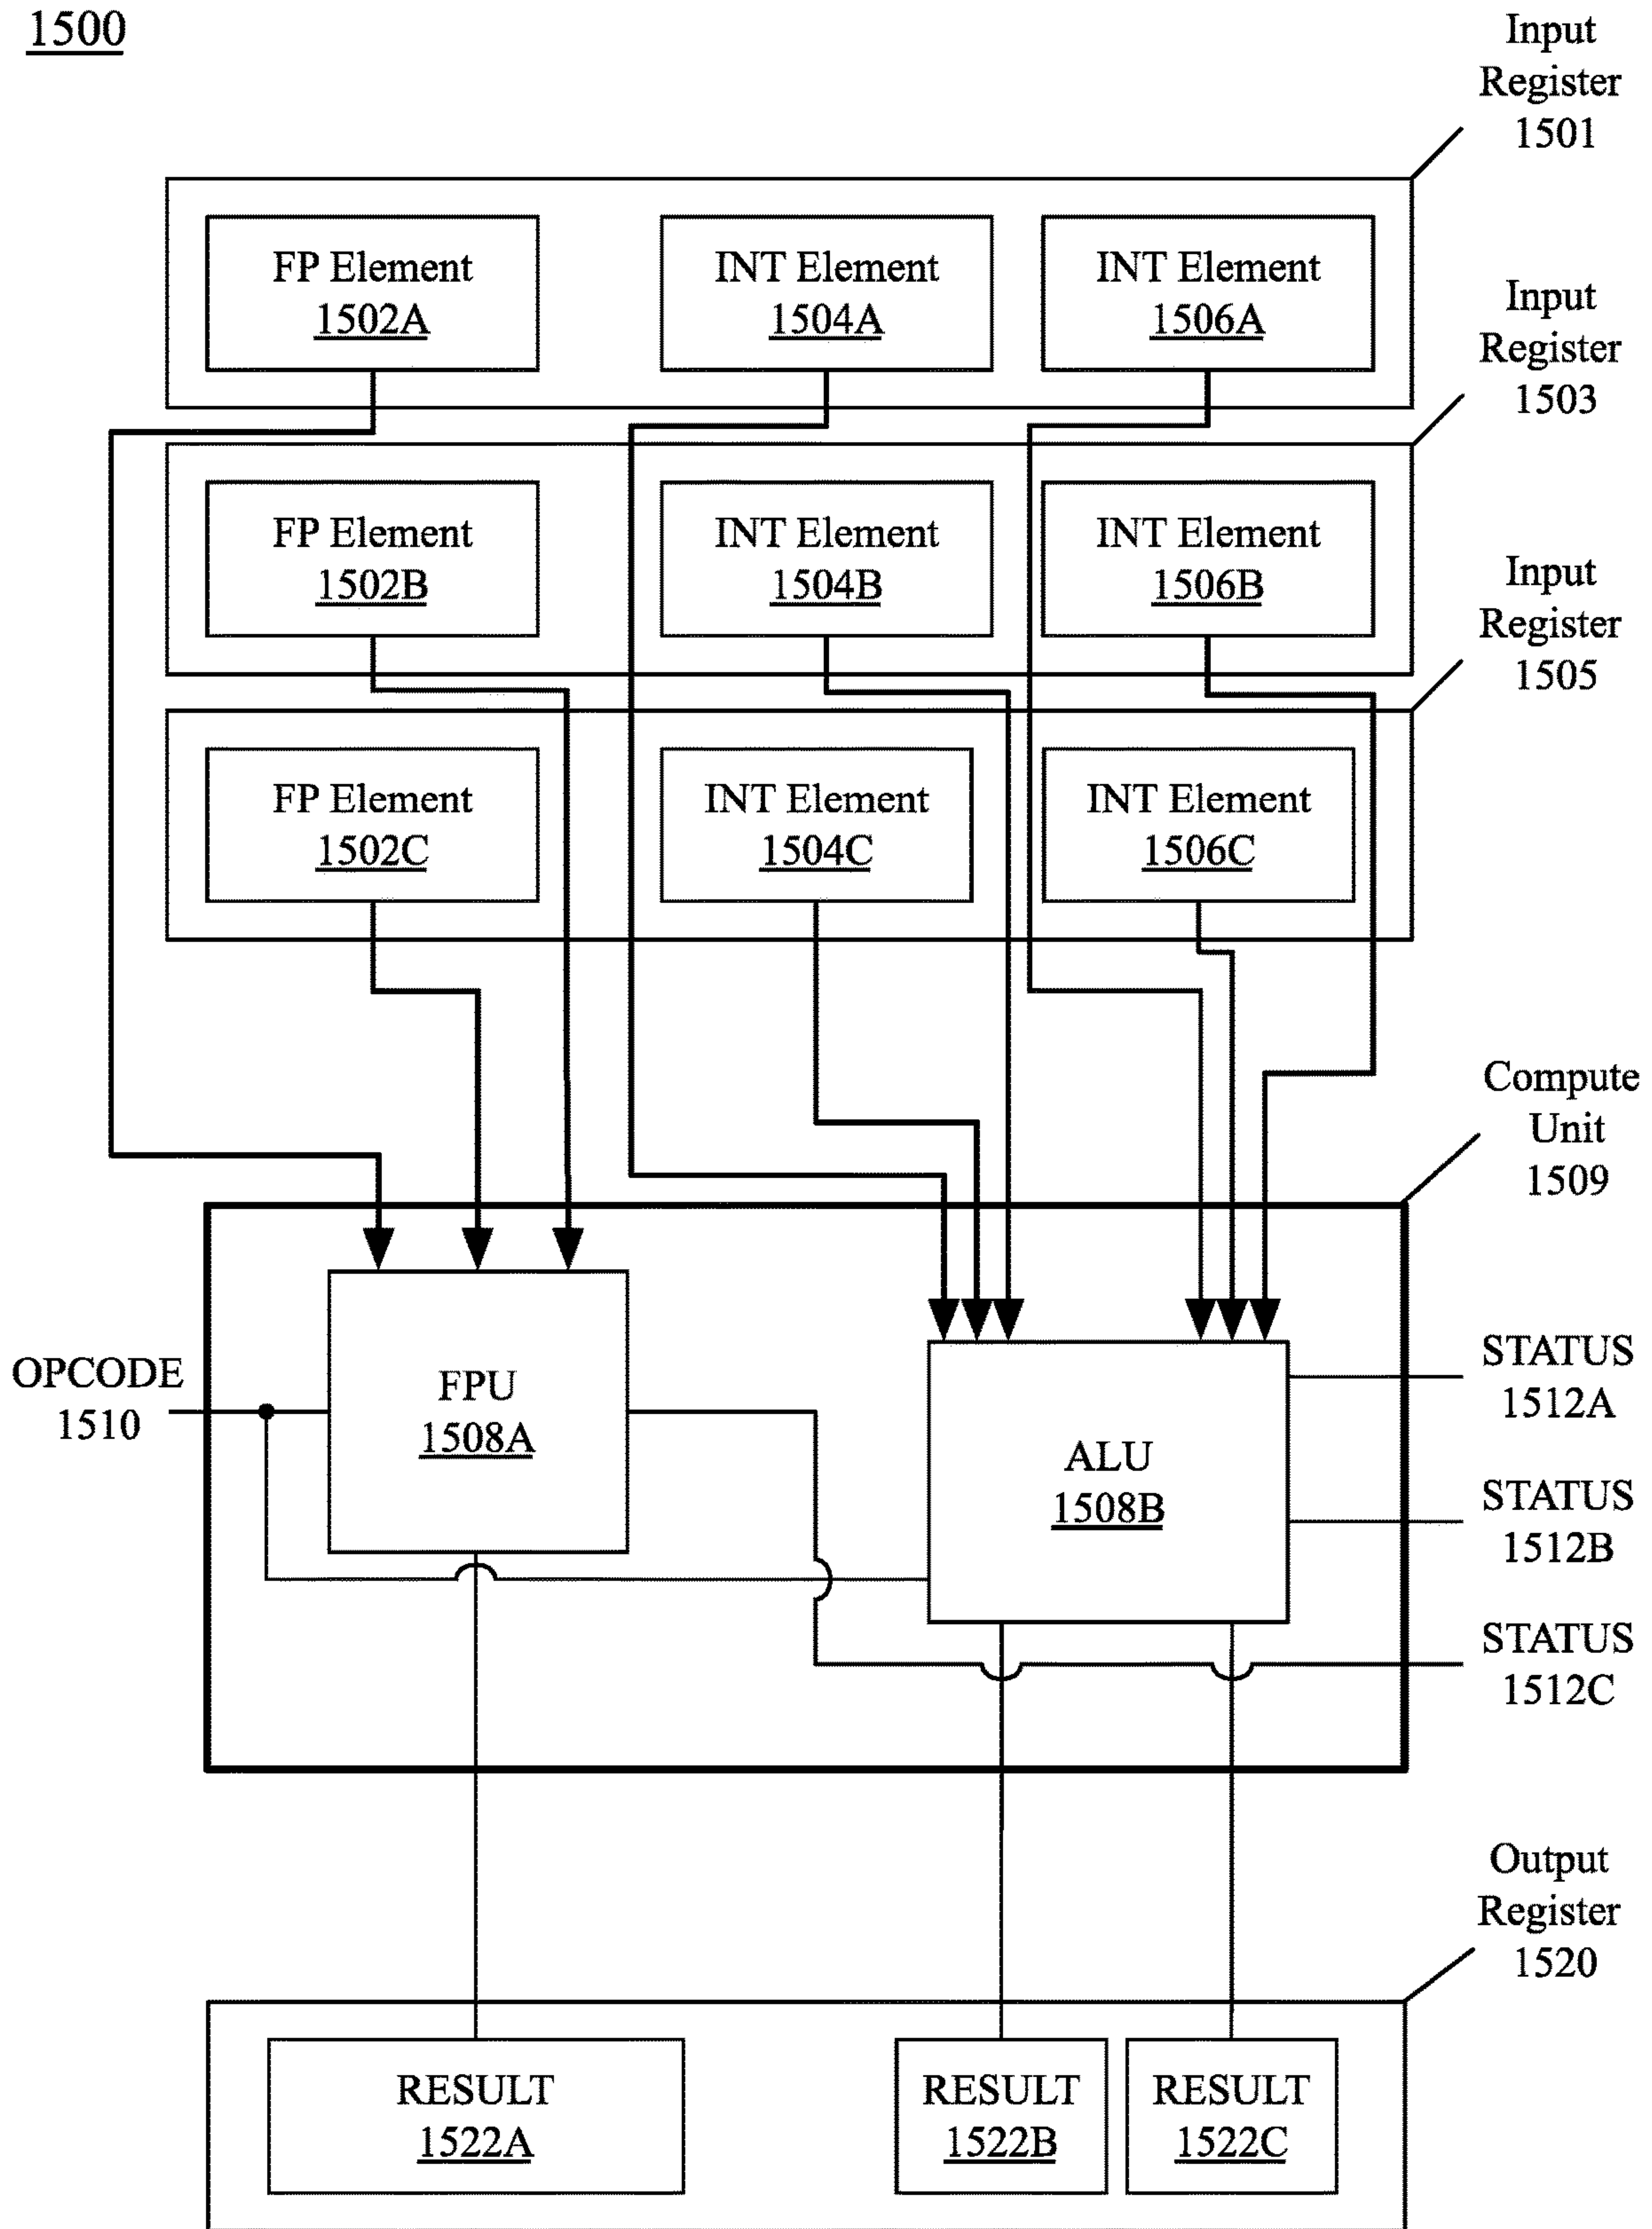 1500
Input
Register
1501
FP Element
1502A
INT Element
1504A
INT Element
1506A
Input
Register
1503
FP Element
1502B
INT Element
1504B
INT Element
1506B
Input
Register
1505
FP Element
1502C
INT Element
1504C
INT Element
1506C
Compute
Unit
1509
OPCODE
1510
FPU
1508A
ALU
1508B
STATUS
1512A
STATUS
1512B
STATUS
1512C
Output
Register
1520
RESULT
1522A
RESULT
1522B
RESULT
1522C